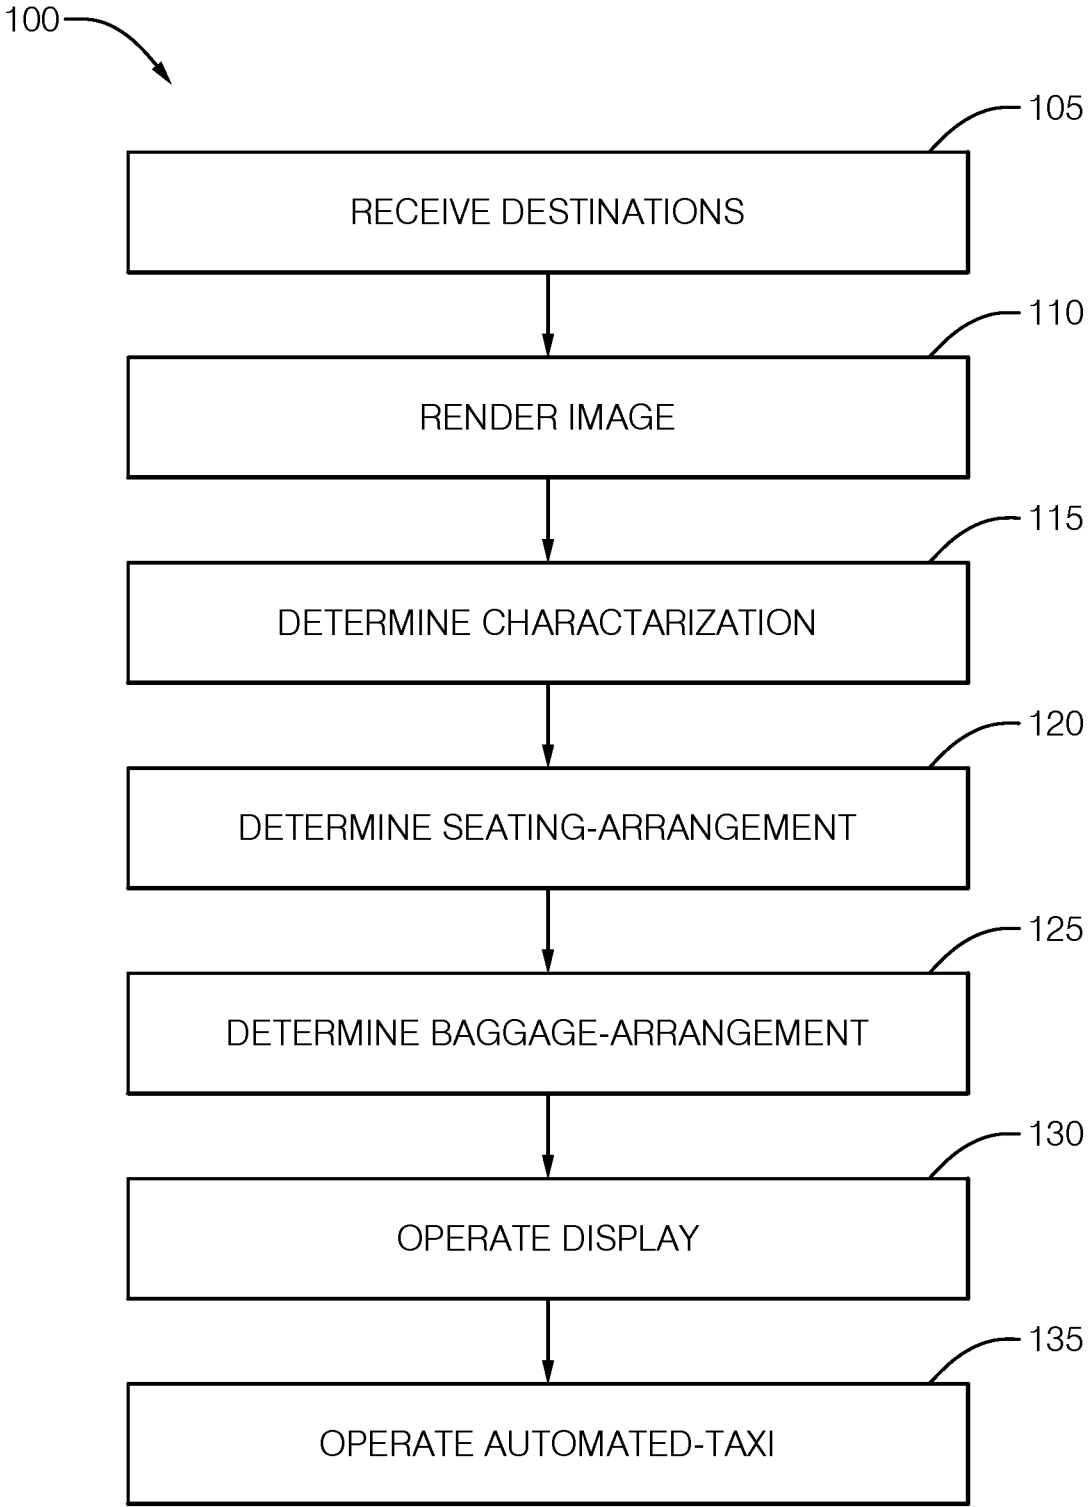 100
105
RECEIVE DESTINATIONS
110
RENDER IMAGE
115
DETERMINE CHARACTARIZATION
120
DETERMINE SEATING-ARRANGEMENT
125
DETERMINE BAGGAGE-ARRANGEMENT
130
OPERATE DISPLAY
135
OPERATE AUTOMATED-TAXI